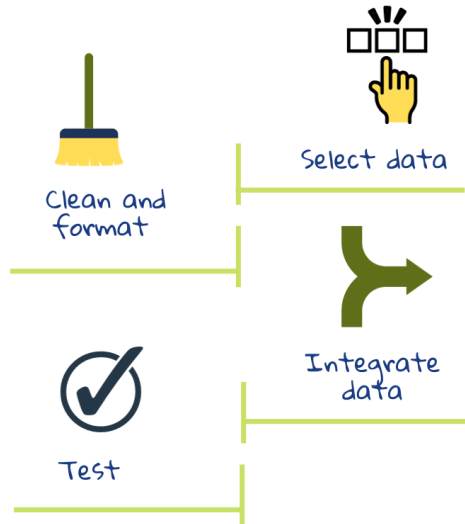 Select data
Clean and
format
Integrate
data
Test